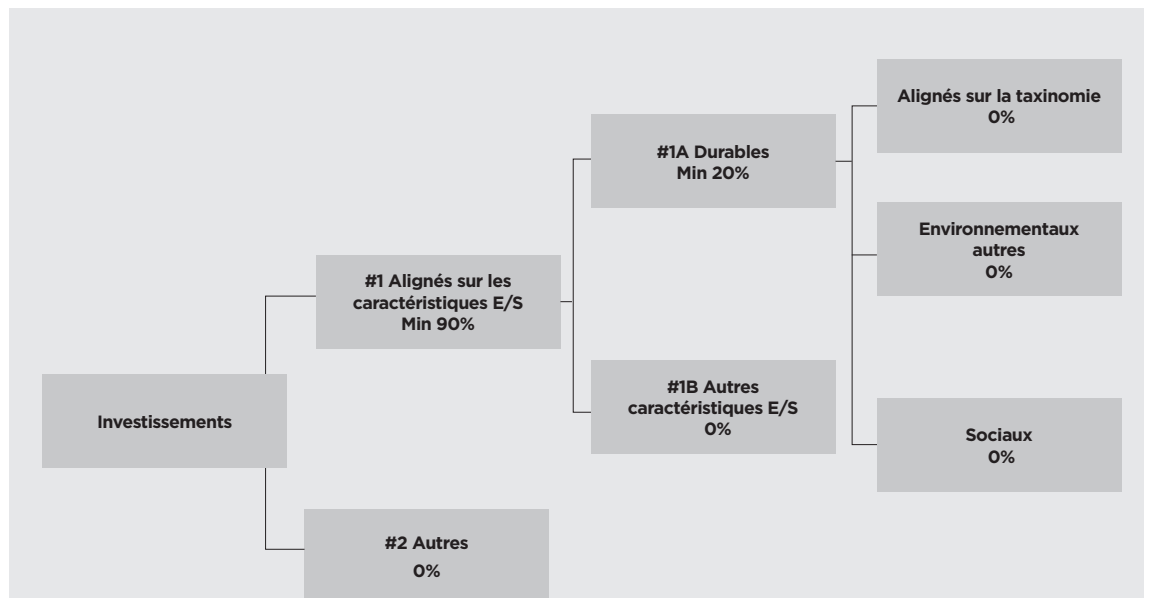 Investissements
#1 Alignés sur les
caractéristiques E/S
Min 90%
#2 Autres
0%
#1A Durables
Min 20%
#1B Autres
caractéristiques E/S
0%
Alignés sur la taxinomie
0%
Environnementaux
autres
0%
Sociaux
0%